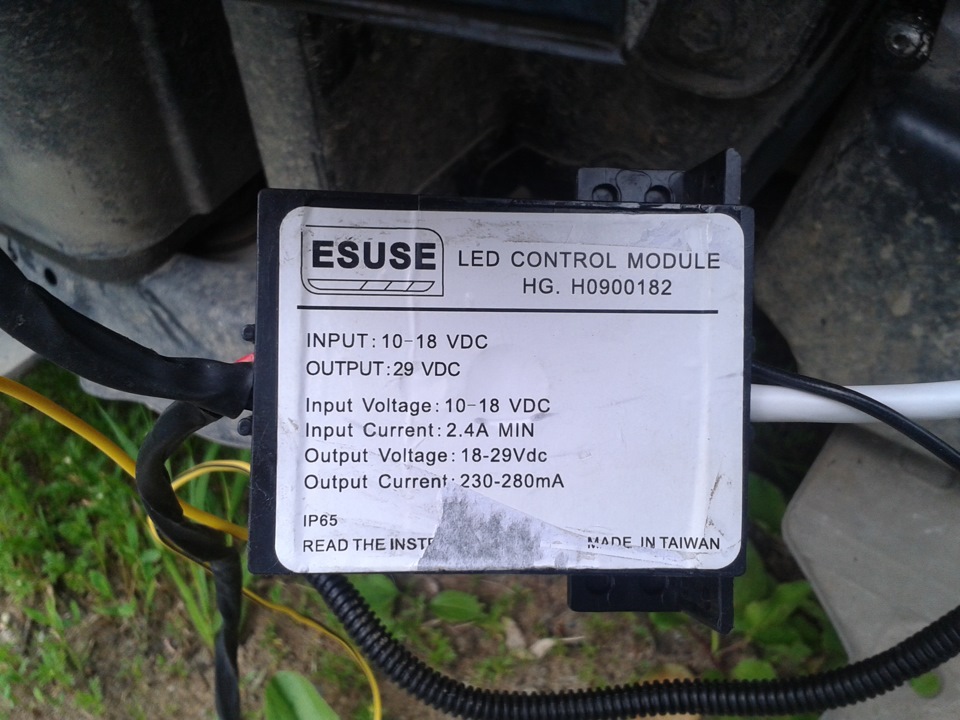 ESUSE
LED CONTROL MODULE
HG. H0900182
INPUT: 10-18 VDC
OUTPUT: 29 VDC
Input Voltage: 10-18 VDC
Input Current: 2.4A MIN
Output Voltage: 18-29Vdc
Output Current: 230-280mA
IP65
READ THE MADE IN TAIWAN